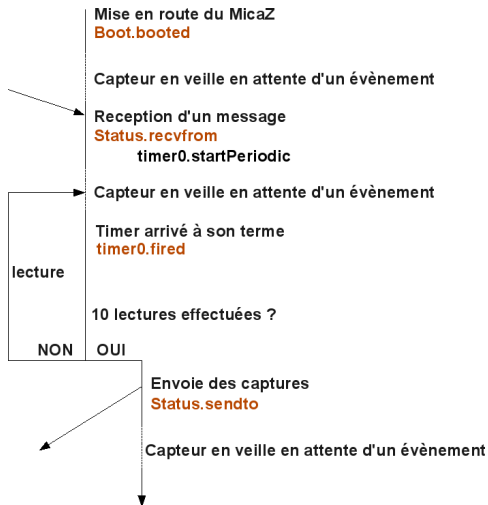 Mise en route du MicaZ
Boot.booted
Capteur en veille en attente d'un évènement
Reception d'un message
Status.recvfrom
timer0.startPeriodic
Capteur en veille en attente d'un évènement
Timer arrivé à son terme
timer0.fired
lecture
10 lectures effectuées ?
NON OUI
Envoie des captures
Status.sendto
Capteur en veille en attente d'un évènement